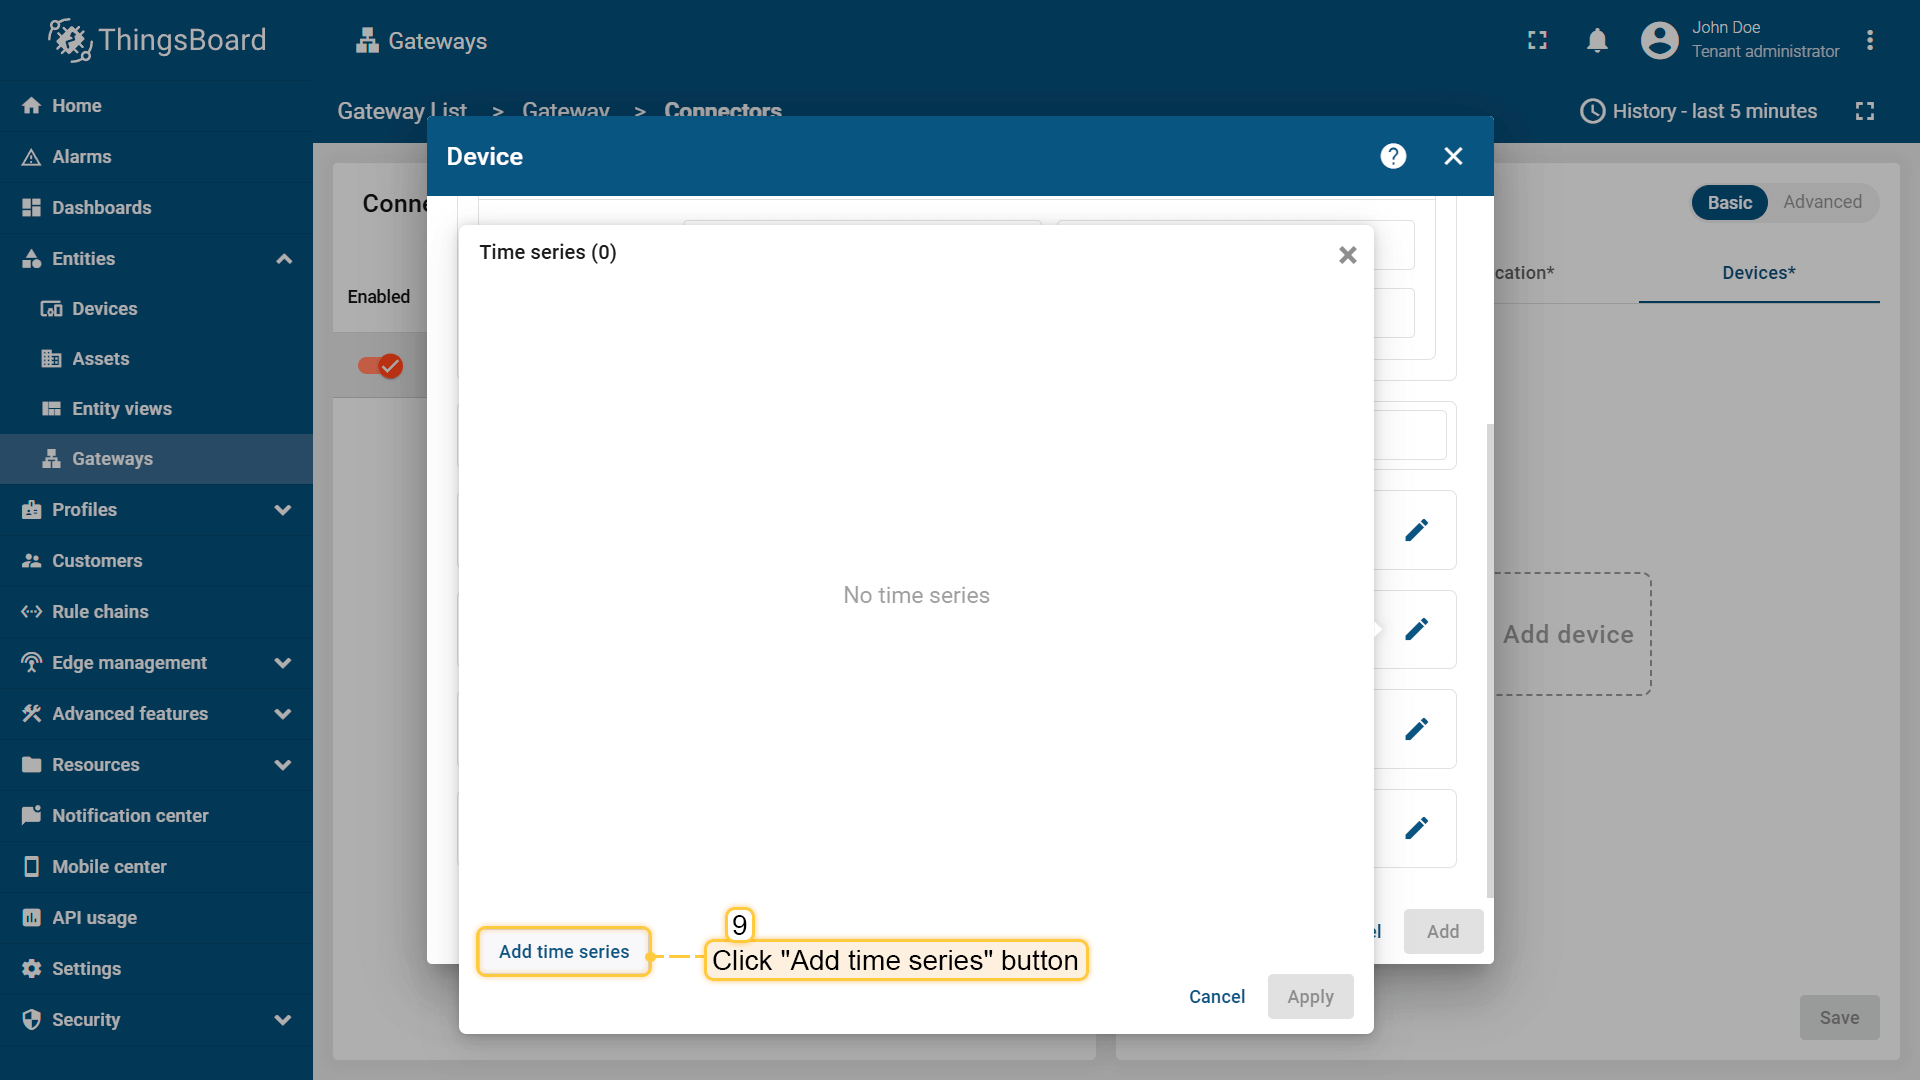 ThingsBoard
Gateways
John Doe
Tenant administrator
Gateway List > Gateway > Connectors
History - last 5 minutes
Home
Alarms
Dashboards
Entities
Devices
Assets
Entity views
Gateways
Profiles
Customers
Rule chains
Edge management
Advanced features
Resources
Notification center
Mobile center
API usage
Settings
Security
Enabled
Basic
Advanced
Devices*
Add device
Save
Device
Add
Time series (0)
No time series
Add time series
9
Click "Add time series" button
Cancel
Apply